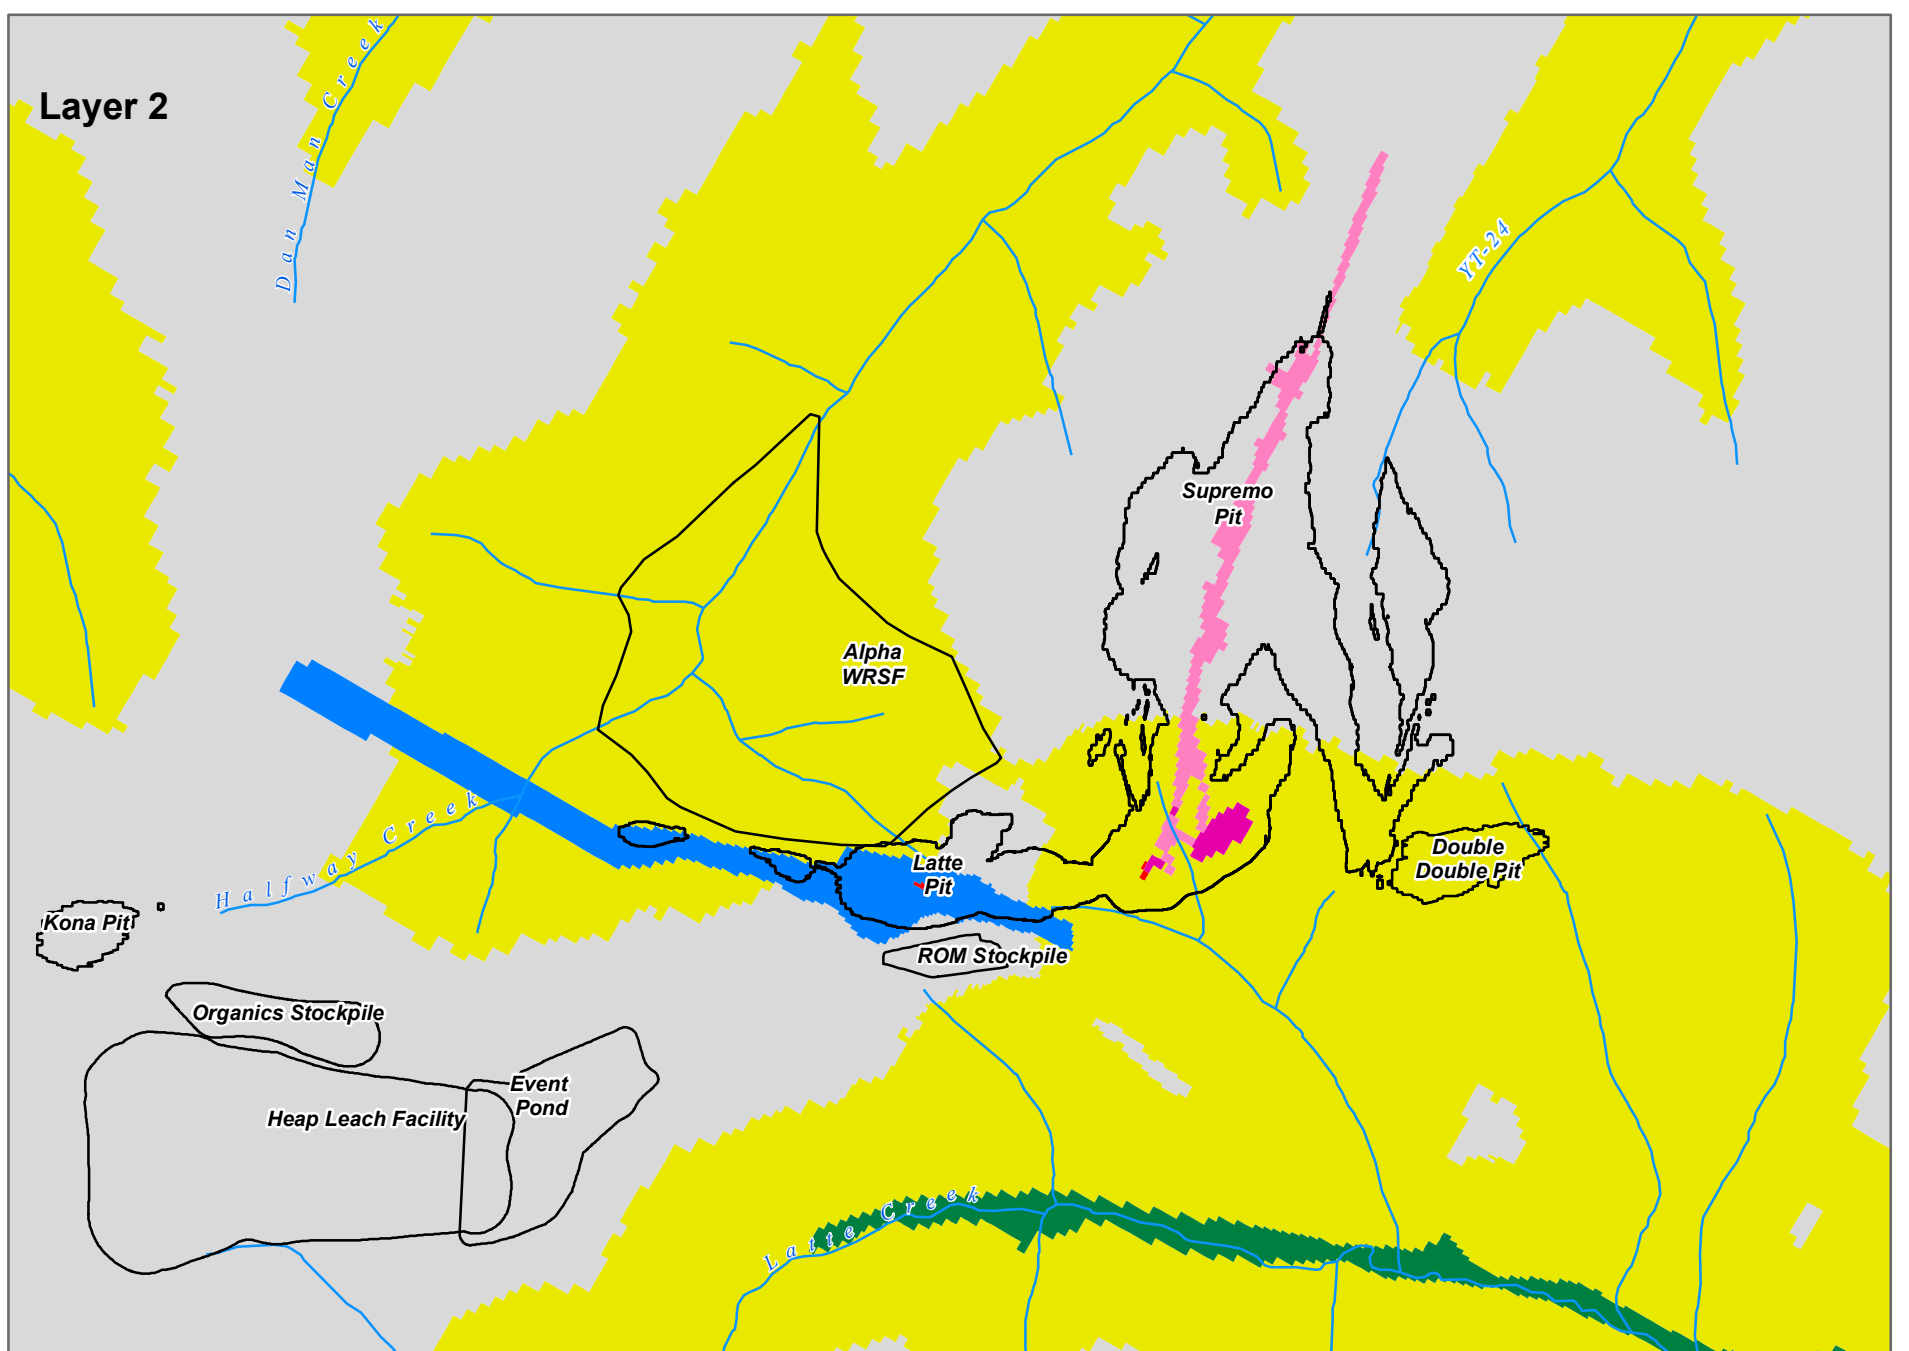 Dan Man Creek
Layer 2
YT-24
Supremo
Pit
Alpha
WRSF
Halfway Creek
Latte
Pit
Double
Double Pit
Kona Pit
ROM Stockpile
Organics Stockpile
Event
Pond
Heap Leach Facility
Latte Creek